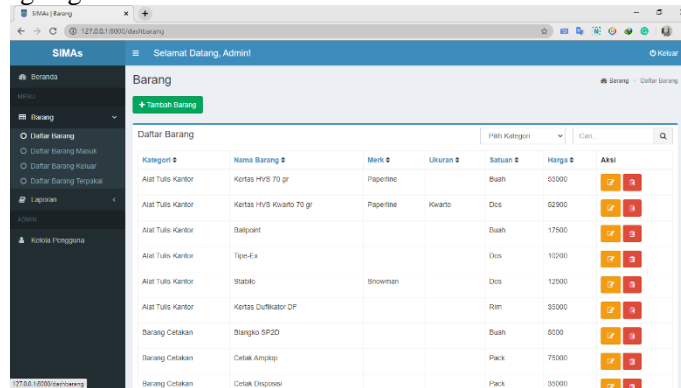 SIMAs | Barang
127.0.0.1:8000/dashbarang
SIMAs
Selamat Datang, Admin!
Keluar
Beranda
MENU
Barang
Daftar Barang
Daftar Barang Masuk
Daftar Barang Keluar
Daftar Barang Terpakai
Laporan
ADMIN
Kelola Pengguna
Barang
Barang > Daftar Barang
+ Tambah Barang
Daftar Barang
Pilih Kategori
Cari...
Kategori Nama Barang Merk Ukuran Satuan Harga Aksi
Alat Tulis Kantor Kertas HVS 70 gr Paperline Buah 55000
Alat Tulis Kantor Kertas HVS Kwarto 70 gr Paperline Kwarto Dos 62900
Alat Tulis Kantor Ballpoint Buah 17500
Alat Tulis Kantor Tipe-Ex Dos 10200
Alat Tulis Kantor Stabilo Snowman Dos 12500
Alat Tulis Kantor Kertas Duflikator DF Rim 35000
Barang Cetakan Blangko SP2D Buah 5000
Barang Cetakan Cetak Amplop Pack 75000
Barang Cetakan Cetak Disposisi Pack 35000
127.0.0.1:8000/dashbarang